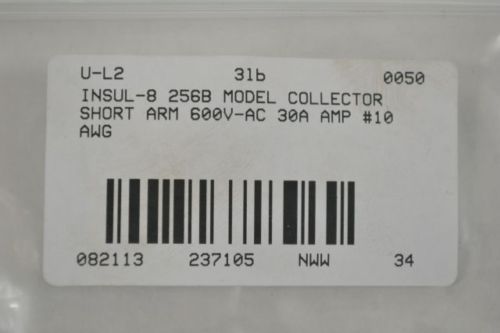 U-L2 3lb 0050
INSUL-8 256B MODEL COLLECTOR
SHORT ARM 600V-AC 30A AMP #10
AWG
082113 237105 NWW 34